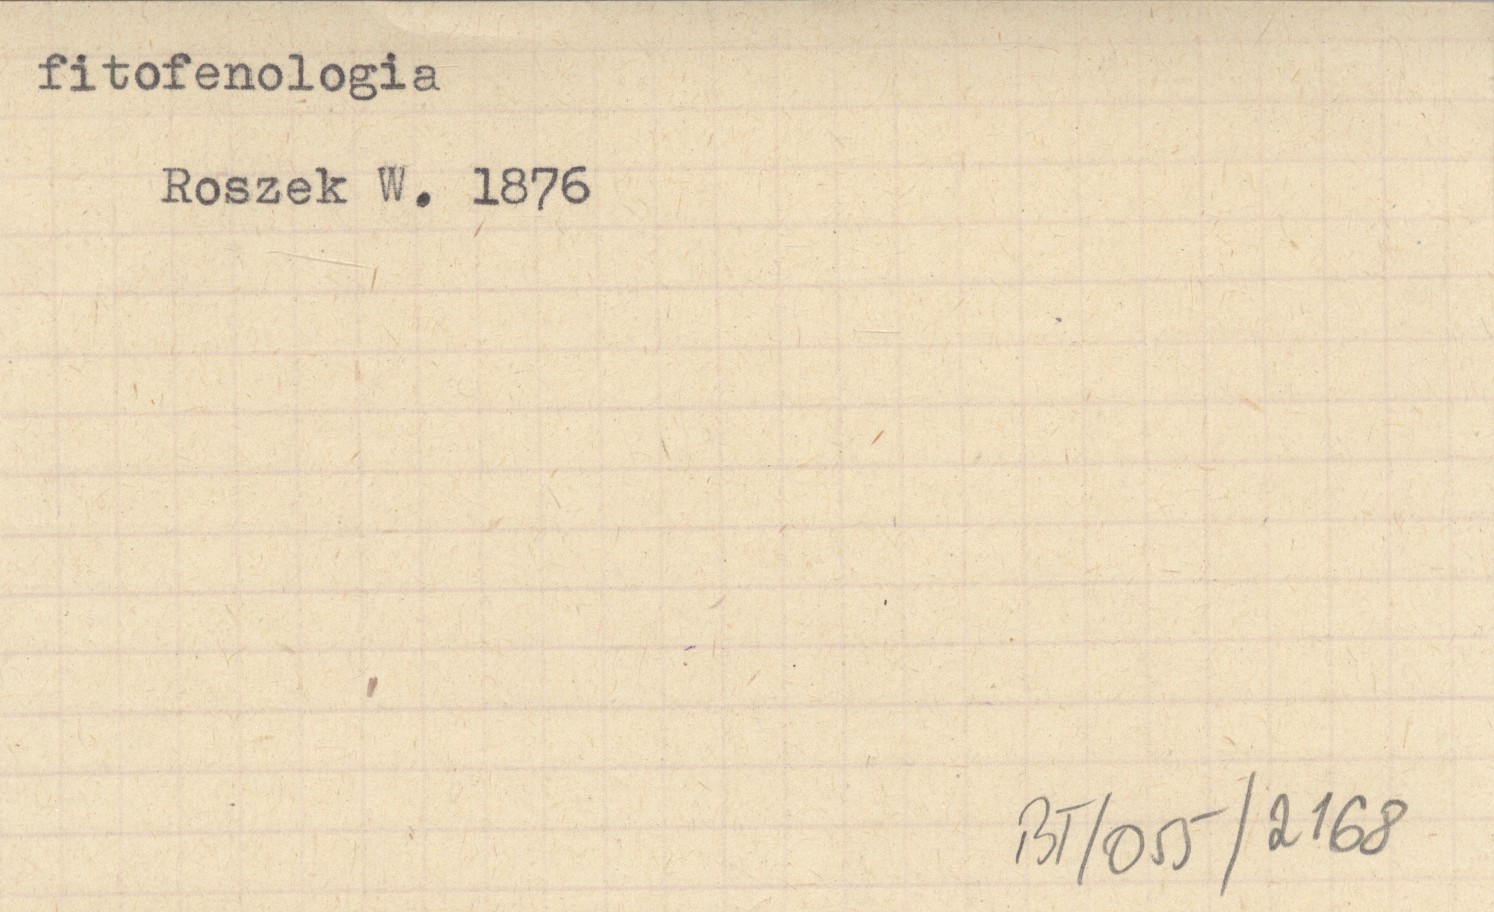 fitofenologia
Roszek W. 1876
BT/055/2168